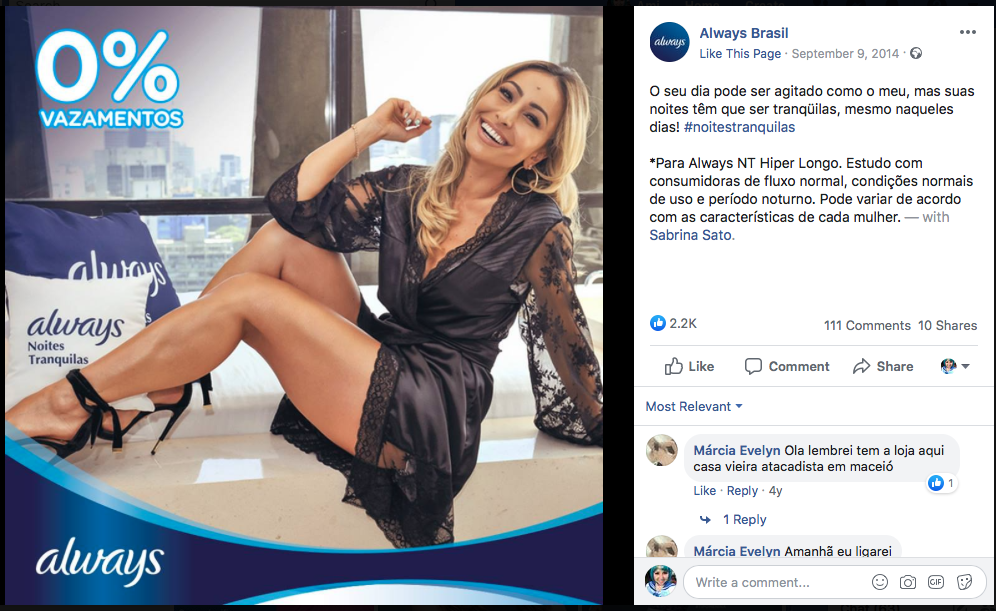 0%
VAZAMENTOS
always
always
Noites
Tranquilas
always
always
Always Brasil
Like This Page · September 9, 2014 ·
O seu dia pode ser agitado como o meu, mas suas
noites têm que ser tranqüilas, mesmo naqueles
dias! #noitestranquilas
*Para Always NT Hiper Longo. Estudo com
consumidoras de fluxo normal, condições normais
de uso e período noturno. Pode variar de acordo
com as características de cada mulher. — with
Sabrina Sato.
2.2K
111 Comments 10 Shares
Like Comment Share
Most Relevant
Márcia Evelyn Ola lembrei tem a loja aqui
casa vieira atacadista em maceió
1
Like · Reply · 4y
1 Reply
Márcia Evelyn Amanhã eu ligarei
Write a comment...
GIF